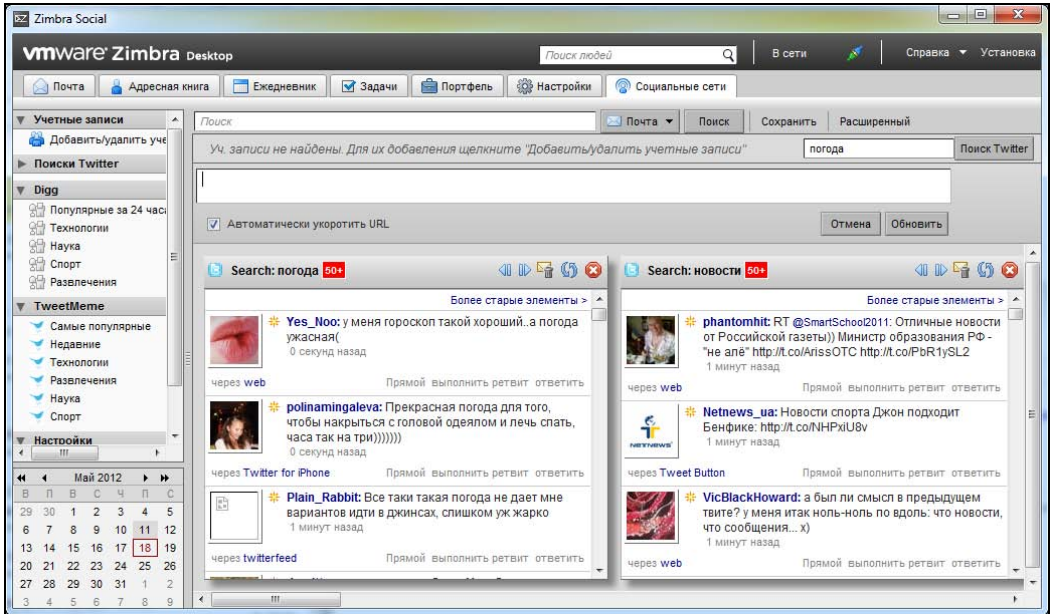 Zimbra Social
vmware Zimbra Desktop
Поиск людей
В сети
Справка
Установка
Почта
Адресная книга
Ежедневник
Задачи
Портфель
Настройки
Социальные сети
Учетные записи
Добавить/удалить уче
Поиски Twitter
Digg
Популярные за 24 час
Технологии
Наука
Спорт
Развлечения
TweetMeme
Самые популярные
Недавние
Технологии
Развлечения
Наука
Спорт
Настройки
Май 2012
В П В С Ч П С
29 30 1 2 3 4 5
6 7 8 9 10 11 12
13 14 15 16 17 18 19
20 21 22 23 24 25 26
27 28 29 30 31 1 2
3 4 5 6 7 8 9
Поиск
Почта
Поиск
Сохранить
Расширенный
Уч. записи не найдены. Для их добавления щелкните "Добавить/удалить учетные записи"
погода
Поиск Twitter
Автоматически укоротить URL
Отмена
Обновить
Search: погода 50+
Более старые элементы >
Yes_Noo: у меня гороскоп такой хороший..а погода
ужасная(
0 секунд назад
через web
Прямой выполнить ретвит ответить
polinamingaleva: Прекрасная погода для того,
чтобы накрыться с головой одеялом и лечь спать,
часа так на три)))))))
0 секунд назад
через Twitter for iPhone
Прямой выполнить ретвит ответить
Plain_Rabbit: Все таки такая погода не дает мне
вариантов идти в джинсах, слишком уж жарко
1 минут назад
через twitterfeed
Прямой выполнить ретвит ответить
Search: новости 50+
Более старые элементы >
phantomhit: RT @SmartSchool2011: Отличные новости
от Российской газеты)) Министр образования РФ -
"не алё" http://t.co/ArissOTC http://t.co/PbR1ySL2
1 минут назад
через web
Прямой выполнить ретвит ответить
NETNEWS
Netnews_ua: Новости спорта Джон подходит
Бенфике: http://t.co/NHPxiU8v
1 минут назад
через Tweet Button
Прямой выполнить ретвит ответить
VicBlackHoward: а был ли смысл в предыдущем
твите? у меня итак ноль-ноль по вдоль: что новости,
что сообщения... x)
1 минут назад
через web
Прямой выполнить ретвит ответить